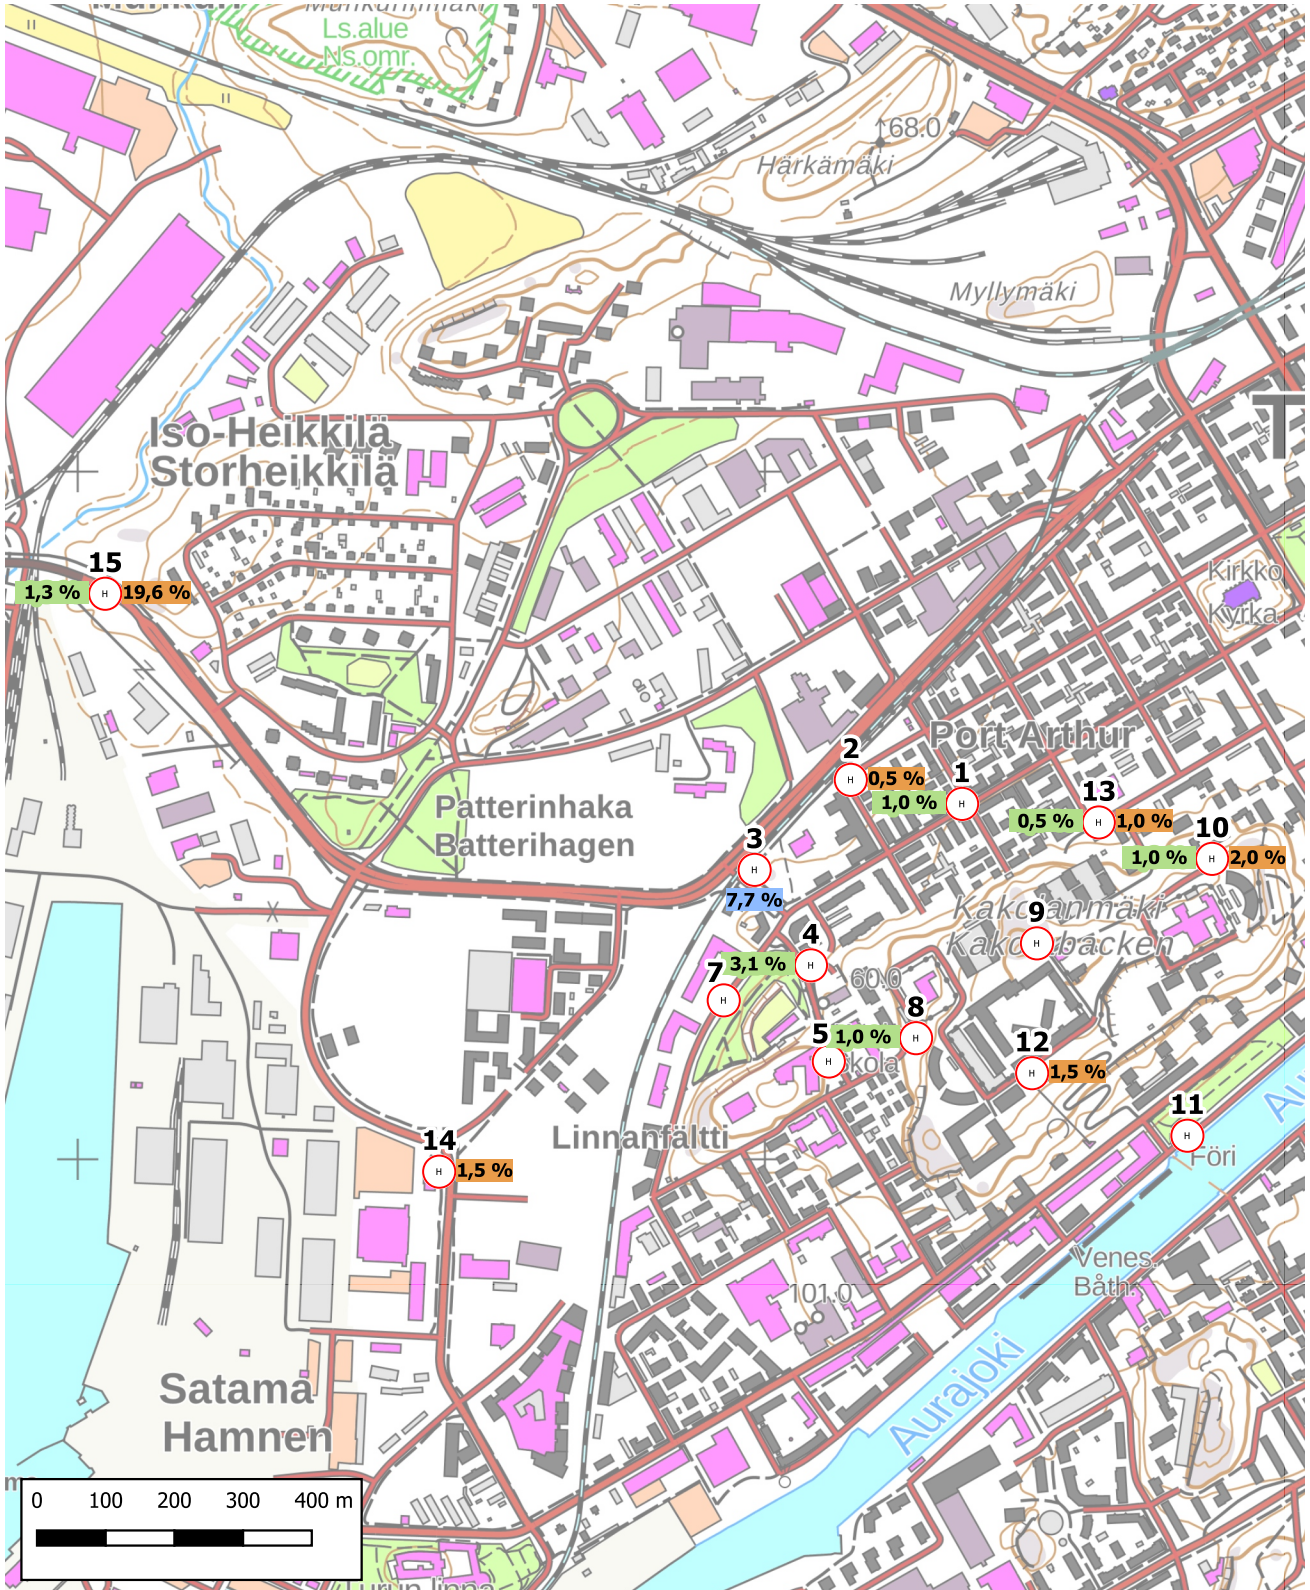 Ls.alue
Ns.omr.
168.0
Härkämäki
Myllymäki
T
Iso-Heikkilä
Storheikkilä
Kirkko
Kyrka
15
1,3 %
H
19,6 %
Port Arthur
2
H
0,5 %
1
1,0 %
H
13
0,5 %
H
1,0 %
10
1,0 %
H
2,0 %
Patterinhaka
Batterihagen
3
H
7,7 %
Kakolanmäki
Kakolabacken
9
H
4
3,1 %
H
60.0
7
H
8
1,0 %
H
5
H
12
H
1,5 %
11
H
Föri
Linnanfältti
14
H
1,5 %
Venes.
Båth.
101.0
Aurajoki
Satama
Hamnen
0 100 200 300 400 m
Turun linna